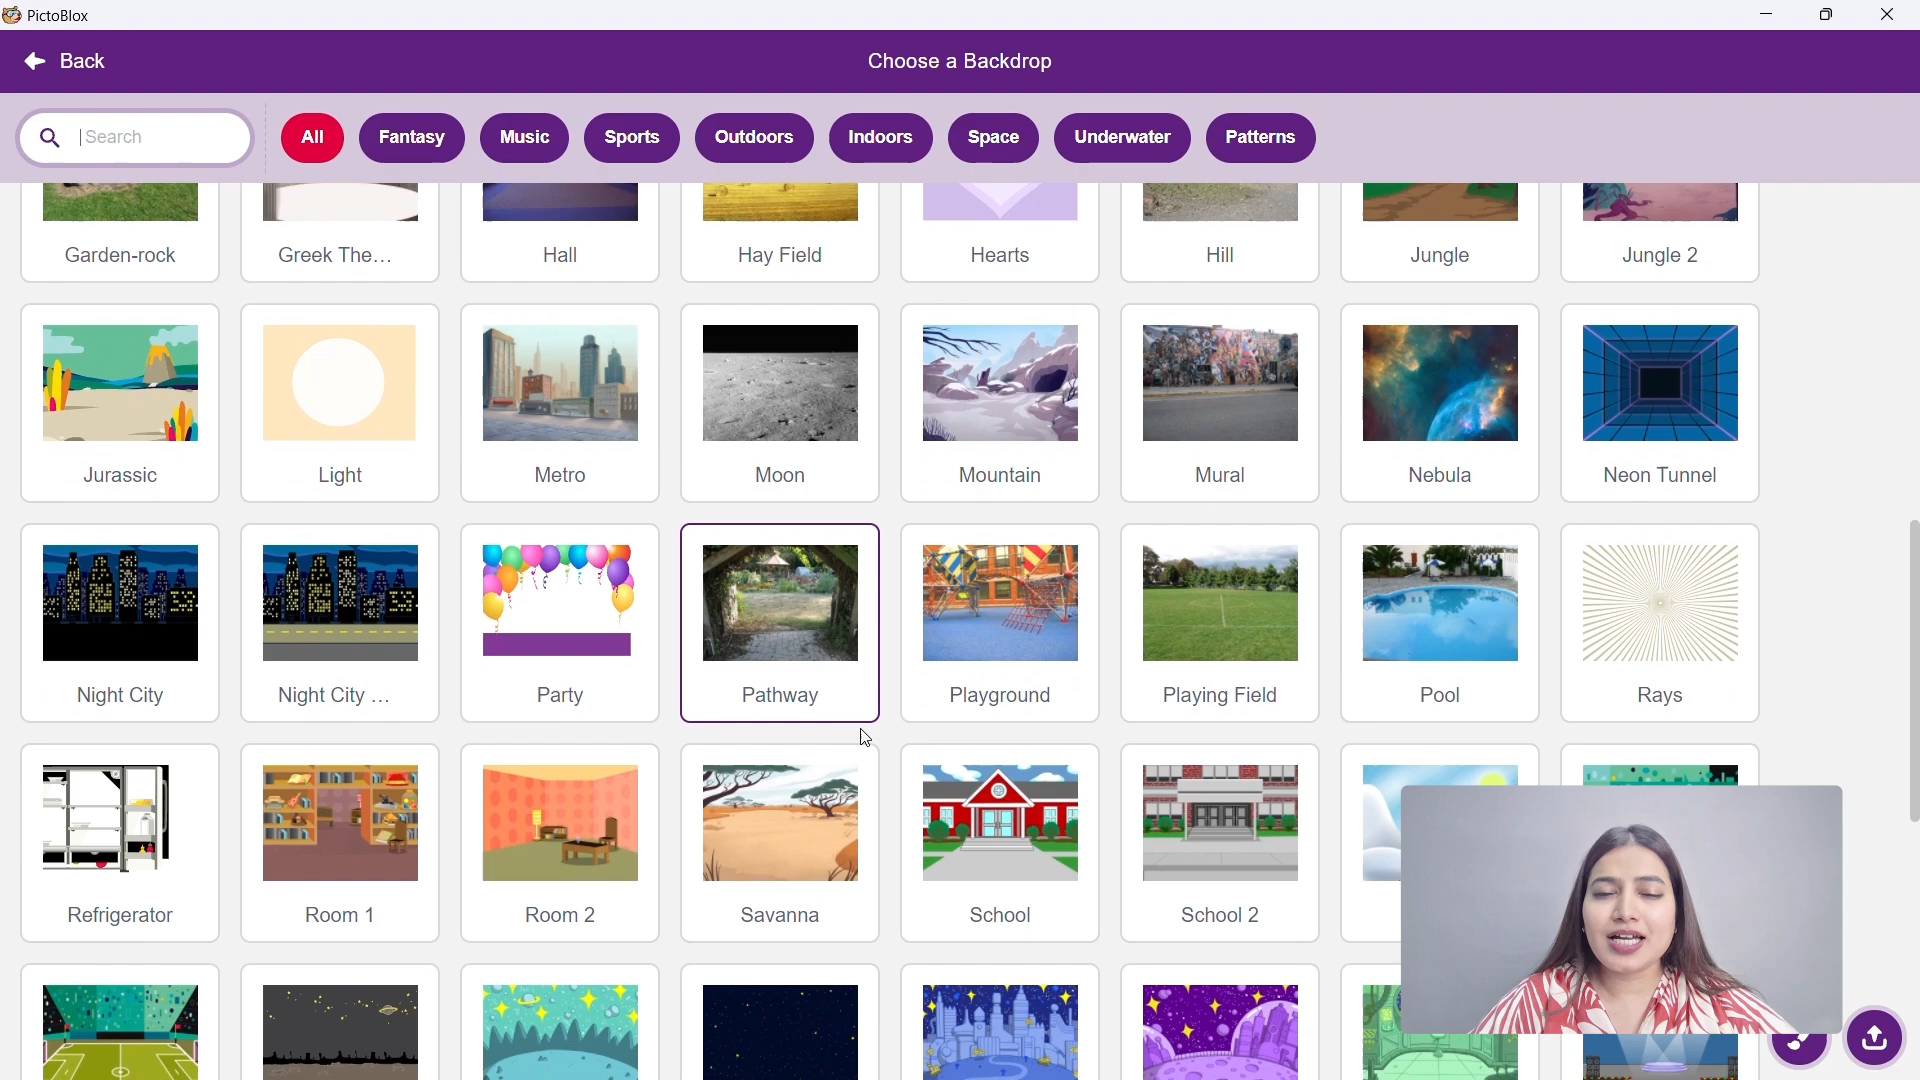 PictoBlox
Back
Choose a Backdrop
Search
All
Fantasy
Music
Sports
Outdoors
Indoors
Space
Underwater
Patterns
Garden-rock
Greek The...
Hall
Hay Field
Hearts
Hill
Jungle
Jungle 2
Jurassic
Light
Metro
Moon
Mountain
Mural
Nebula
Neon Tunnel
Night City
Night City ...
Party
Pathway
Playground
Playing Field
Pool
Rays
Refrigerator
Room 1
Room 2
Savanna
School
School 2